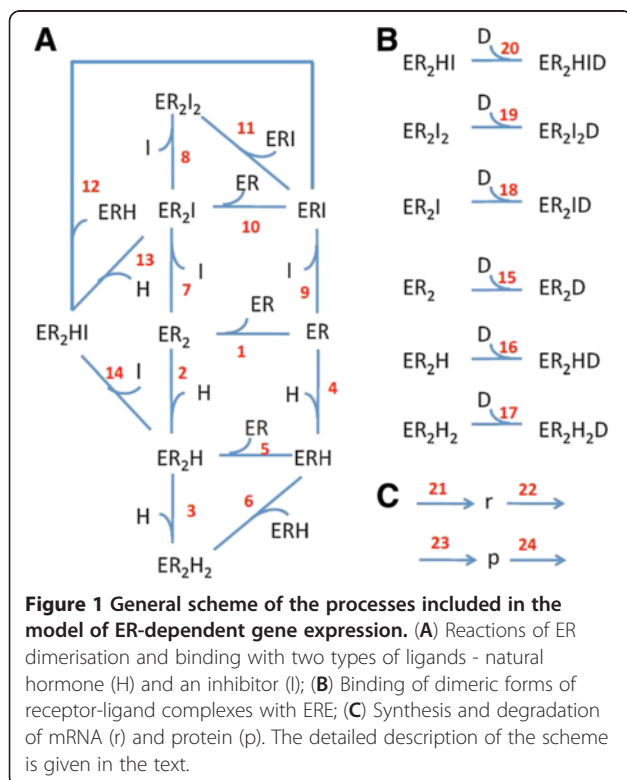 A
B
C
ER₂I₂
I
8
11
ERI
ER
12
ERH
ER₂I
10
ERI
13
H
I
7
I
9
ER
ER₂HI
ER₂
1
ER
14
I
2
H
H
4
ER
5
ER₂H
ERH
H
3
6
ERH
ER₂H₂
D
20
ER₂HI
ER₂HID
D
19
ER₂I₂
ER₂I₂D
D
18
ER₂I
ER₂ID
D
15
ER₂
ER₂D
D
16
ER₂H
ER₂HD
D
17
ER₂H₂
ER₂H₂D
21
r
22
23
p
24
Figure 1 General scheme of the processes included in the
model of ER-dependent gene expression. (A) Reactions of ER
dimerisation and binding with two types of ligands - natural
hormone (H) and an inhibitor (I); (B) Binding of dimeric forms of
receptor-ligand complexes with ERE; (C) Synthesis and degradation
of mRNA (r) and protein (p). The detailed description of the scheme
is given in the text.